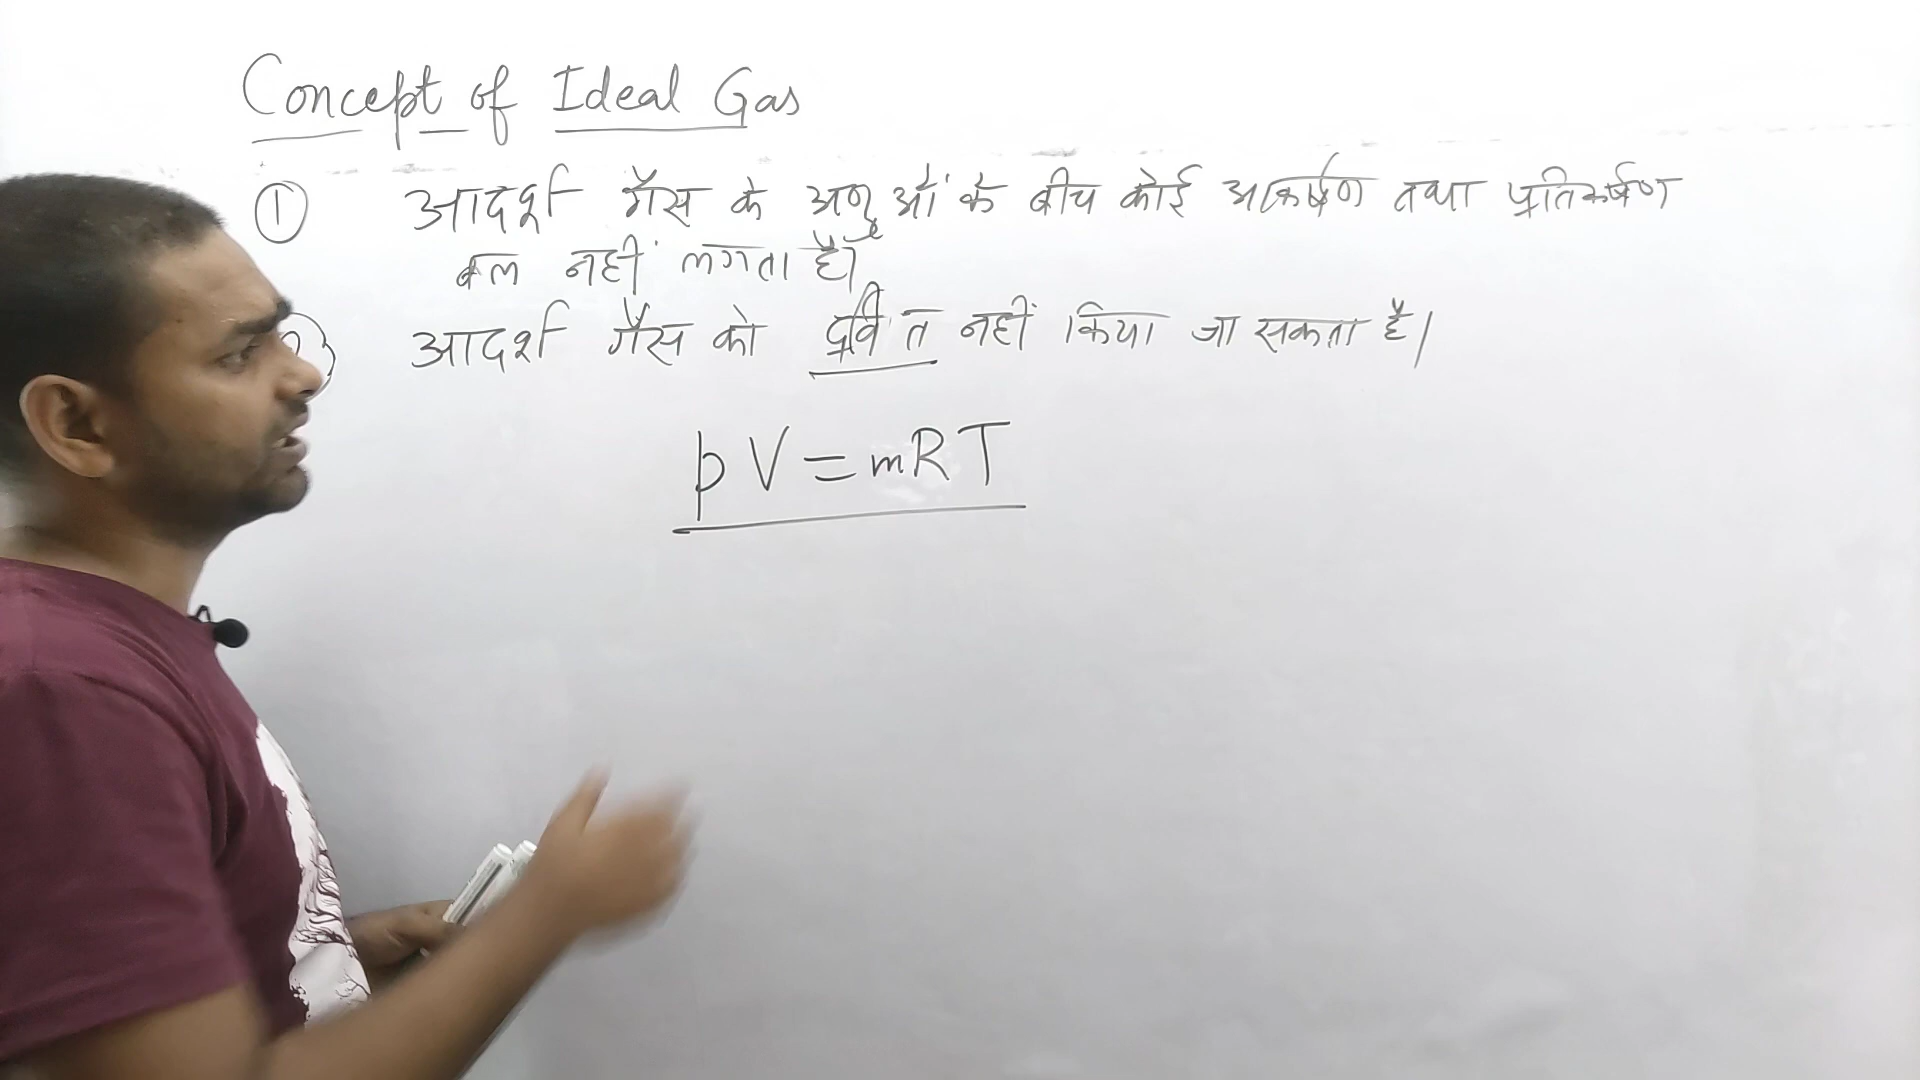 Concept of Ideal Gas
① आदर्श गैस के अणुओं के बीच कोई आकर्षण तथा प्रतिकर्षण
बल नहीं लगता है।
② आदर्श गैस को द्रवित नहीं किया जा सकता है।
pV = mRT